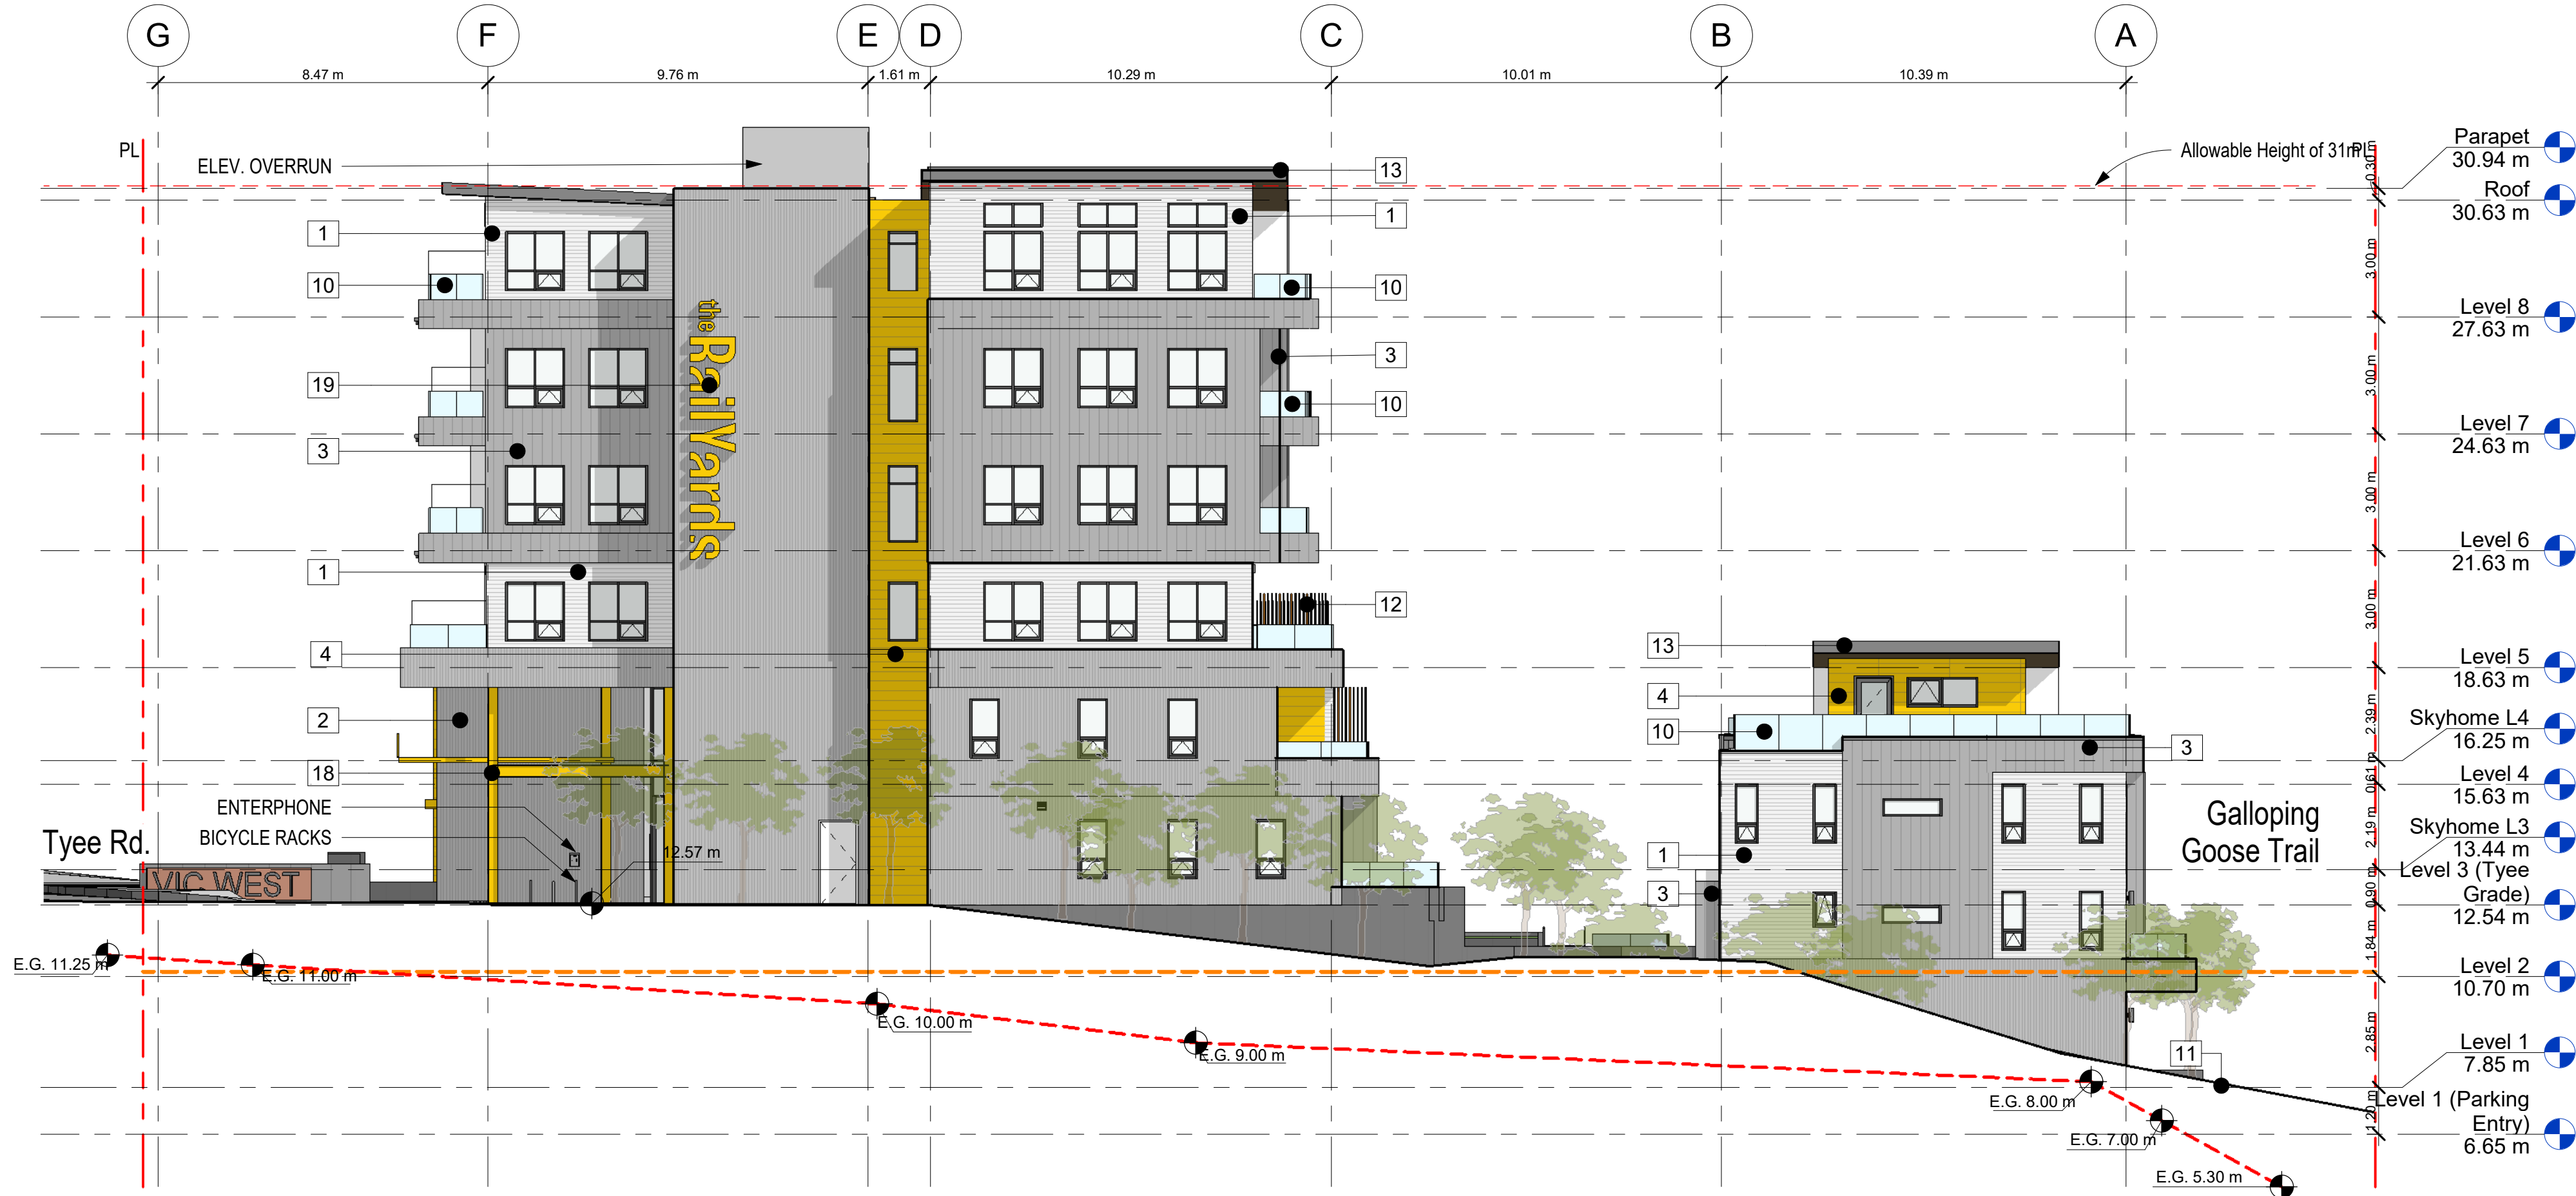 G
F
E
D
C
B
A
8.47 m
9.76 m
1.61 m
10.29 m
10.01 m
10.39 m
PL
ELEV. OVERRUN
13
Allowable Height of 31m
PL
Parapet
30.94 m
0.30 m
Roof
30.63 m
1
1
10
10
3.00 m
Level 8
27.63 m
the RailYards
19
3
10
3.00 m
Level 7
24.63 m
3
3.00 m
Level 6
21.63 m
1
12
3.00 m
4
13
Level 5
18.63 m
2
4
10
3
2.39 m
Skyhome L4
16.25 m
18
0.61 m
Level 4
15.63 m
ENTERPHONE
BICYCLE RACKS
Tyee Rd.
12.57 m
VIC WEST
1
3
Galloping
Goose Trail
2.19 m
Skyhome L3
13.44 m
0.90 m
Level 3 (Tyee
Grade)
12.54 m
1.84 m
E.G. 11.25 m
E.G. 11.00 m
Level 2
10.70 m
E.G. 10.00 m
E.G. 9.00 m
2.85 m
11
Level 1
7.85 m
E.G. 8.00 m
1.20 m
Level 1 (Parking
Entry)
6.65 m
E.G. 7.00 m
E.G. 5.30 m